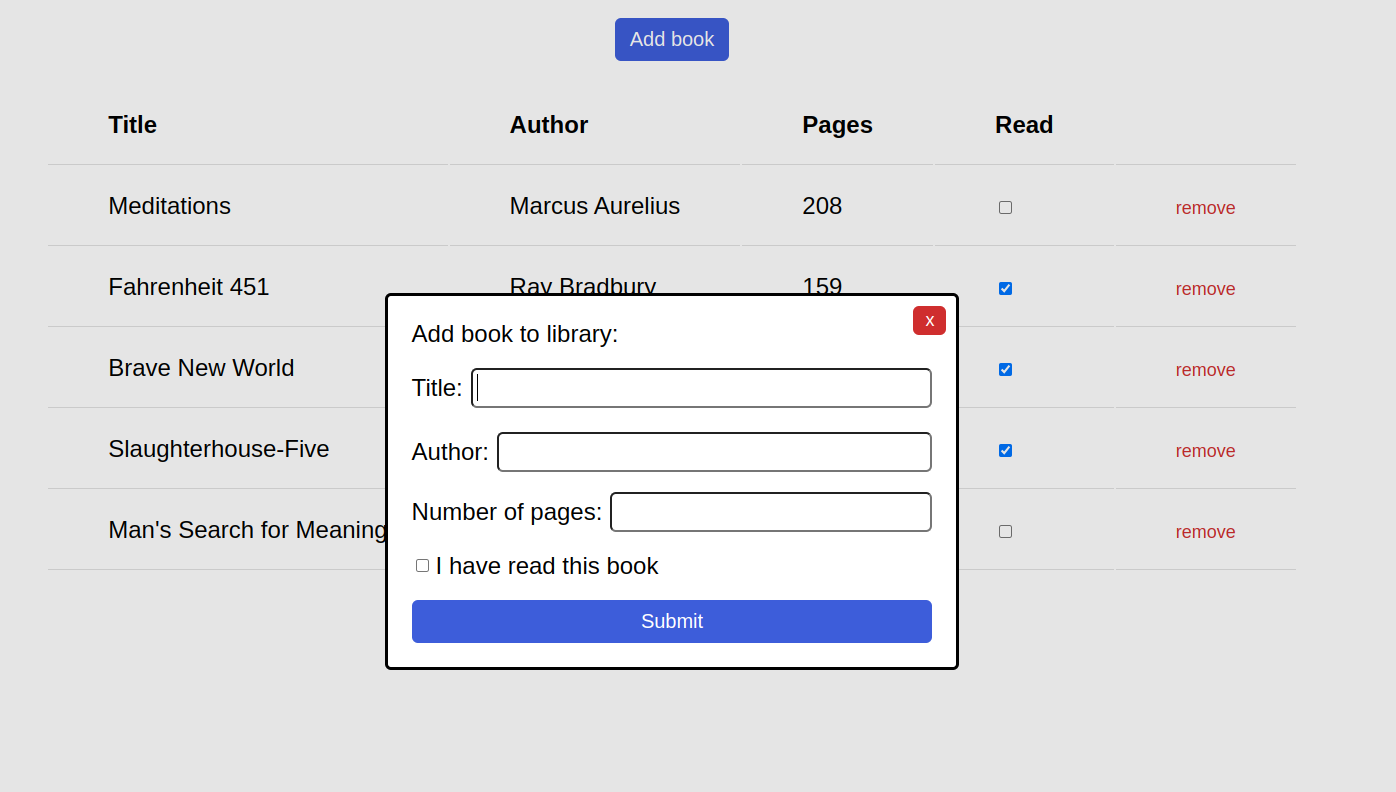 Add book
Title Author Pages Read
Meditations Marcus Aurelius 208 remove
Fahrenheit 451 Ray Bradbury 159 remove
Brave New World remove
Slaughterhouse-Five remove
Man's Search for Meaning remove
x
Add book to library:
Title:
Author:
Number of pages:
I have read this book
Submit